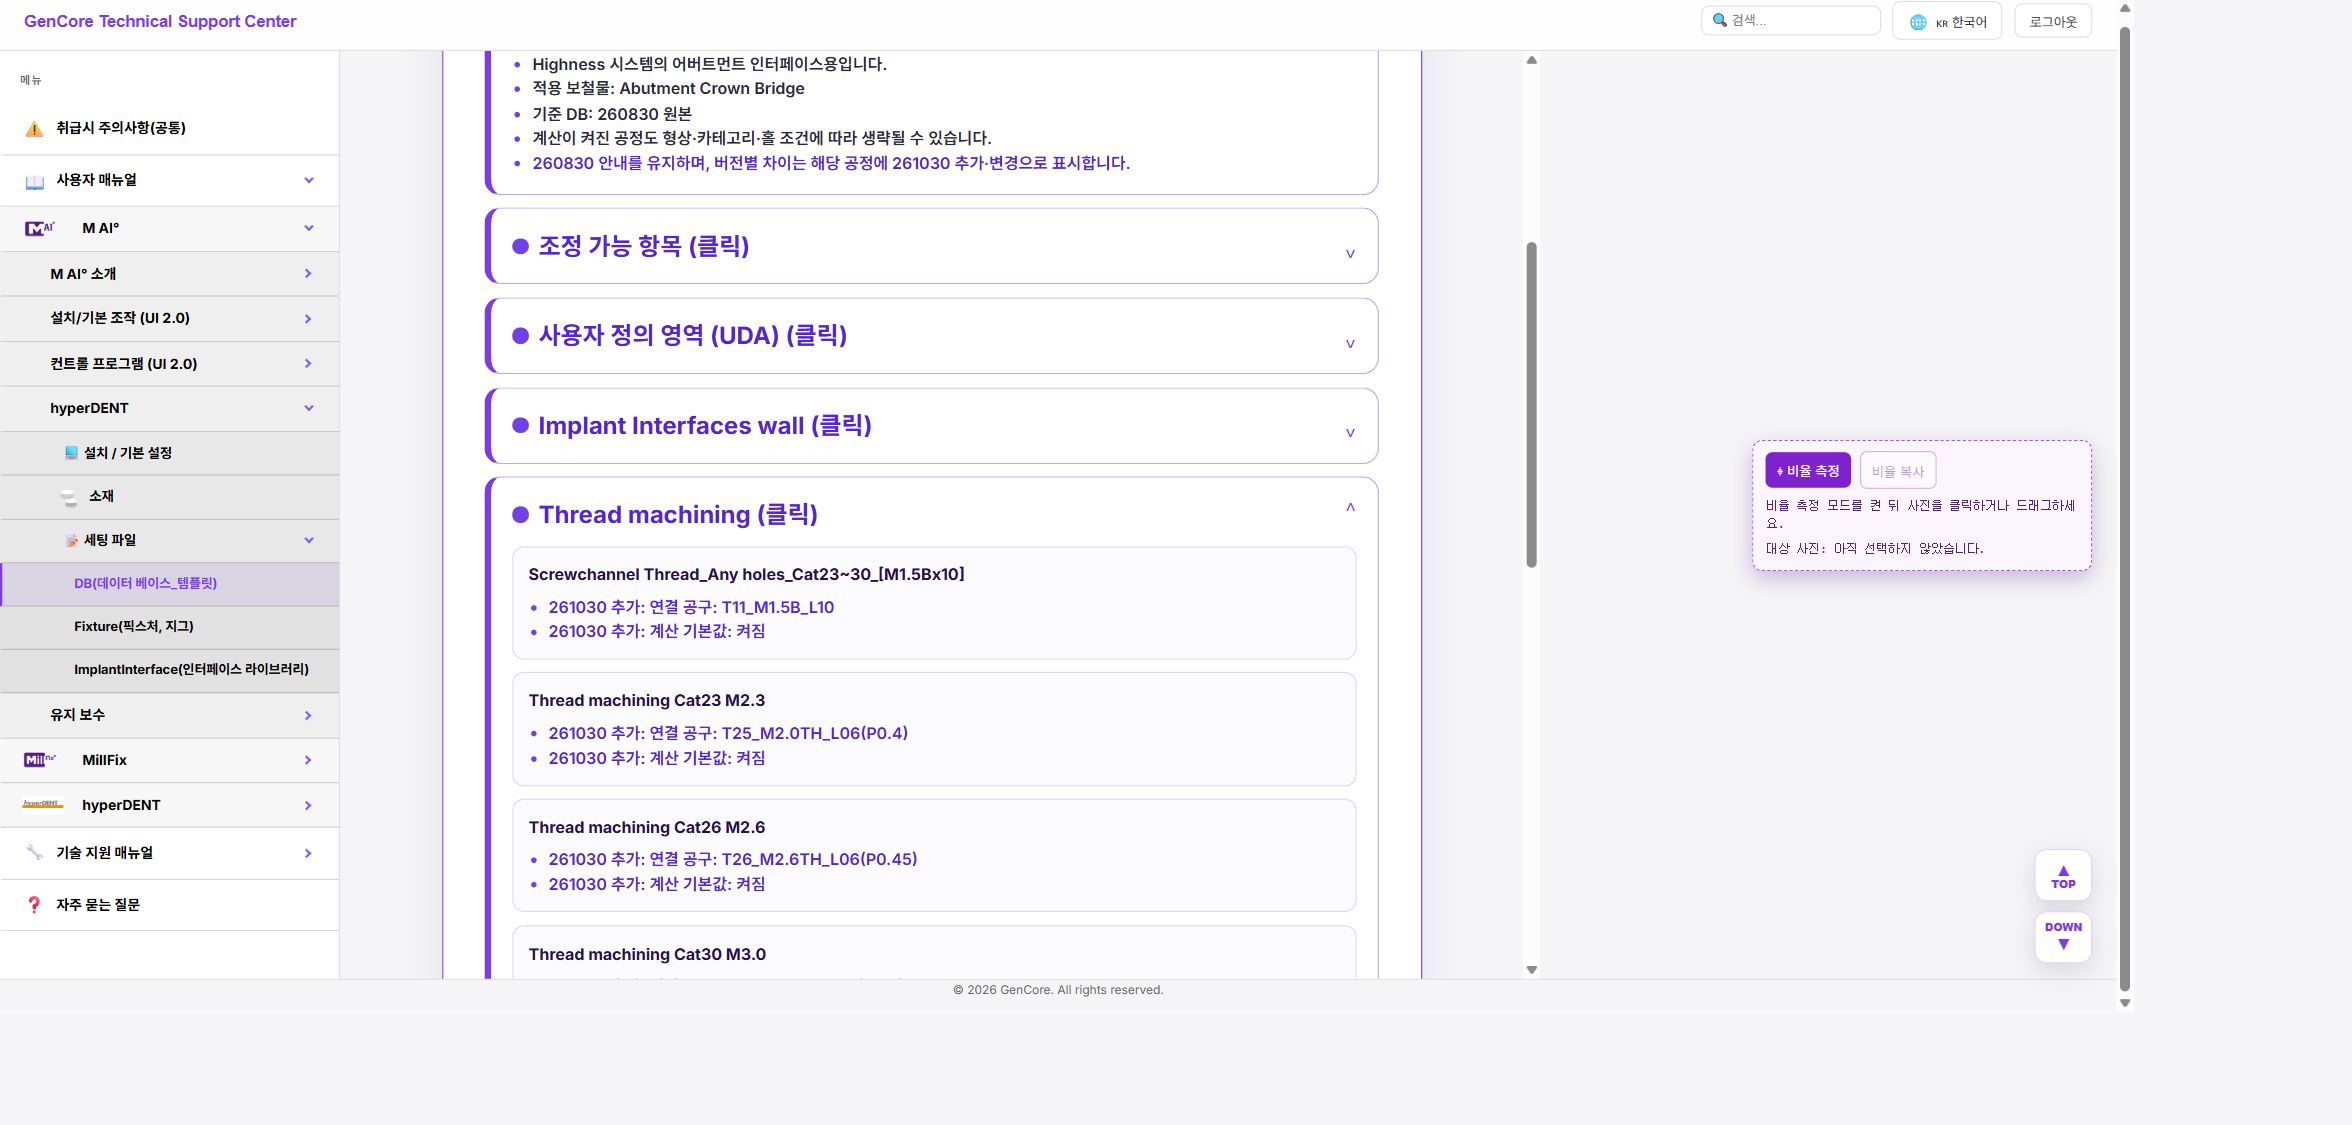 GenCore Technical Support Center
검색...
KR 한국어
로그아웃
메뉴
취급시 주의사항(공통)
사용자 매뉴얼
M AI°
M AI° 소개
설치/기본 조작 (UI 2.0)
컨트롤 프로그램 (UI 2.0)
hyperDENT
설치 / 기본 설정
소재
세팅 파일
DB(데이터 베이스_템플릿)
Fixture(픽스처, 지그)
ImplantInterface(인터페이스 라이브러리)
유지 보수
MillFix
hyperDENT
hyperDENT
기술 지원 매뉴얼
자주 묻는 질문
Highness 시스템의 어버트먼트 인터페이스용입니다.
적용 보철물: Abutment Crown Bridge
기준 DB: 260830 원본
계산이 켜진 공정도 형상·카테고리·홀 조건에 따라 생략될 수 있습니다.
260830 안내를 유지하며, 버전별 차이는 해당 공정에 261030 추가·변경으로 표시합니다.
조정 가능 항목 (클릭)
사용자 정의 영역 (UDA) (클릭)
Implant Interfaces wall (클릭)
Thread machining (클릭)
Screwchannel Thread_Any holes_Cat23~30_[M1.5Bx10]
261030 추가: 연결 공구: T11_M1.5B_L10
261030 추가: 계산 기본값: 켜짐
Thread machining Cat23 M2.3
261030 추가: 연결 공구: T25_M2.0TH_L06(P0.4)
261030 추가: 계산 기본값: 켜짐
Thread machining Cat26 M2.6
261030 추가: 연결 공구: T26_M2.6TH_L06(P0.45)
261030 추가: 계산 기본값: 켜짐
Thread machining Cat30 M3.0
비율 측정
비율 복사
비율 측정 모드를 켠 뒤 사진을 클릭하거나 드래그하세
요.
대상 사진: 아직 선택하지 않았습니다.
TOP
DOWN
© 2026 GenCore. All rights reserved.